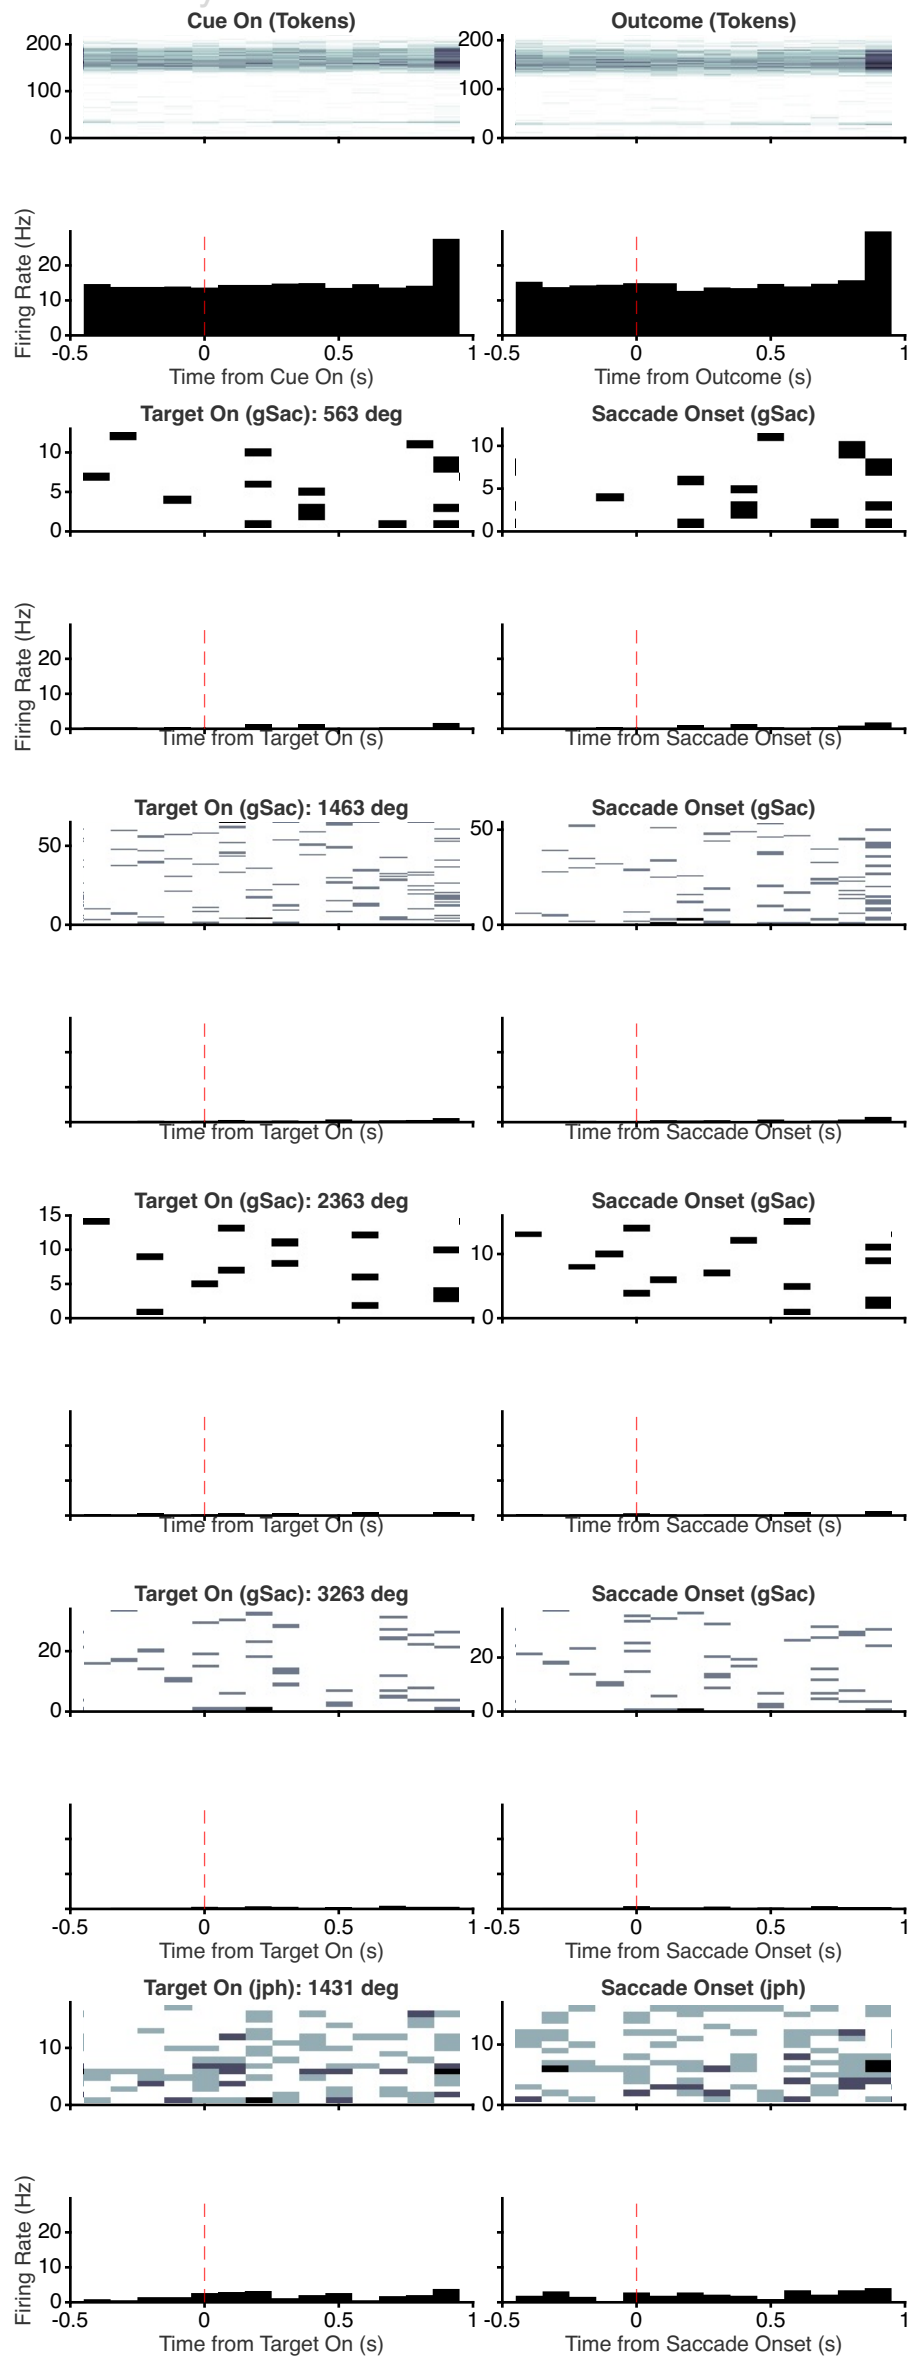 Cue On (Tokens)
Outcome (Tokens)
200
100
0
200
100
0
Firing Rate (Hz)
20
10
0
-0.5 0 0.5 1
-0.5 0 0.5 1
Time from Cue On (s)
Time from Outcome (s)
Target On (gSac): 563 deg
Saccade Onset (gSac)
10
5
0
10
5
0
Firing Rate (Hz)
20
10
0
Time from Target On (s)
Time from Saccade Onset (s)
Target On (gSac): 1463 deg
Saccade Onset (gSac)
50
0
50
0
Time from Target On (s)
Time from Saccade Onset (s)
Target On (gSac): 2363 deg
Saccade Onset (gSac)
15
10
5
0
10
0
Time from Target On (s)
Time from Saccade Onset (s)
Target On (gSac): 3263 deg
Saccade Onset (gSac)
20
0
20
0
-0.5 0 0.5 1
-0.5 0 0.5 1
Time from Target On (s)
Time from Saccade Onset (s)
Target On (jph): 1431 deg
Saccade Onset (jph)
10
0
10
0
Firing Rate (Hz)
20
10
0
-0.5 0 0.5 1
-0.5 0 0.5 1
Time from Target On (s)
Time from Saccade Onset (s)